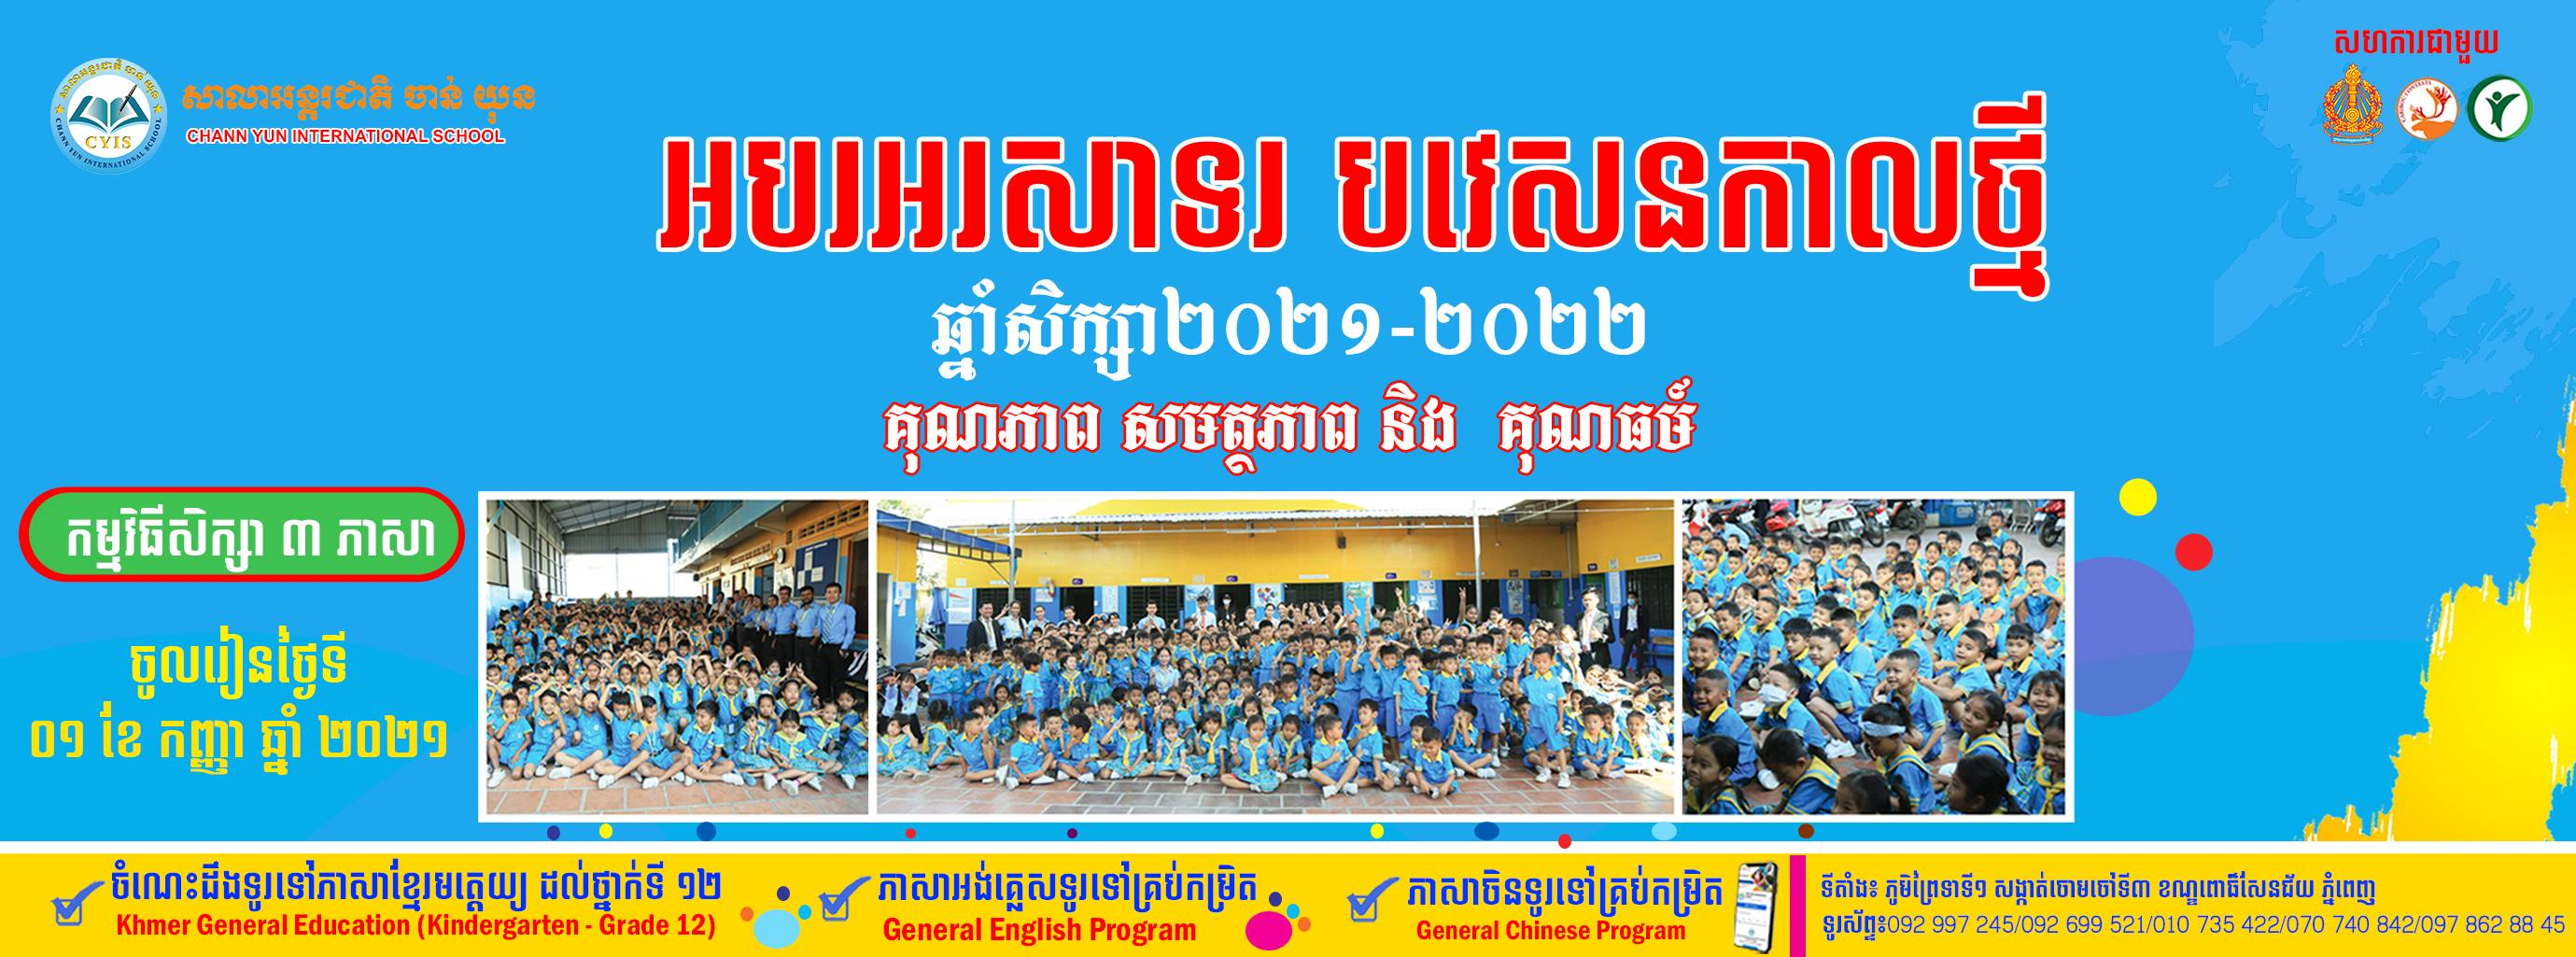 សហការជាមួយ
សាលាអន្តរជាតិ ចាន់ យុន
CHANN YUN INTERNATIONAL SCHOOL
CYIS
CHANN YUN INTERNATIONAL SCHOOL
អបរអរសាទរ បវេសនកាលថ្មី
ឆ្នាំសិក្សា២០២១-២០២២
គុណភាព សមត្ថភាព និង គុណធម៌
កម្មវិធីសិក្សា ៣ ភាសា
ចូលរៀនថ្ងៃទី
០១ ខែ កញ្ញា ឆ្នាំ ២០២១
ចំណេះដឹងទូរទៅភាសាខ្មែរមត្តេយ្យ ដល់ថ្នាក់ទី ១២
Khmer General Education (Kindergarten - Grade 12)
ភាសាអង់គ្លេសទូរទៅគ្រប់កម្រិត
General English Program
ភាសាចិនទូរទៅគ្រប់កម្រិត
General Chinese Program
ទីតាំង៖ ភូមិព្រៃទាទី១ សង្កាត់ចោមចៅទី៣ ខណ្ឌពោធិ៍សែនជ័យ ភ្នំពេញ
ទូរស័ព្ទ៖092 997 245/092 699 521/010 735 422/070 740 842/097 862 88 45